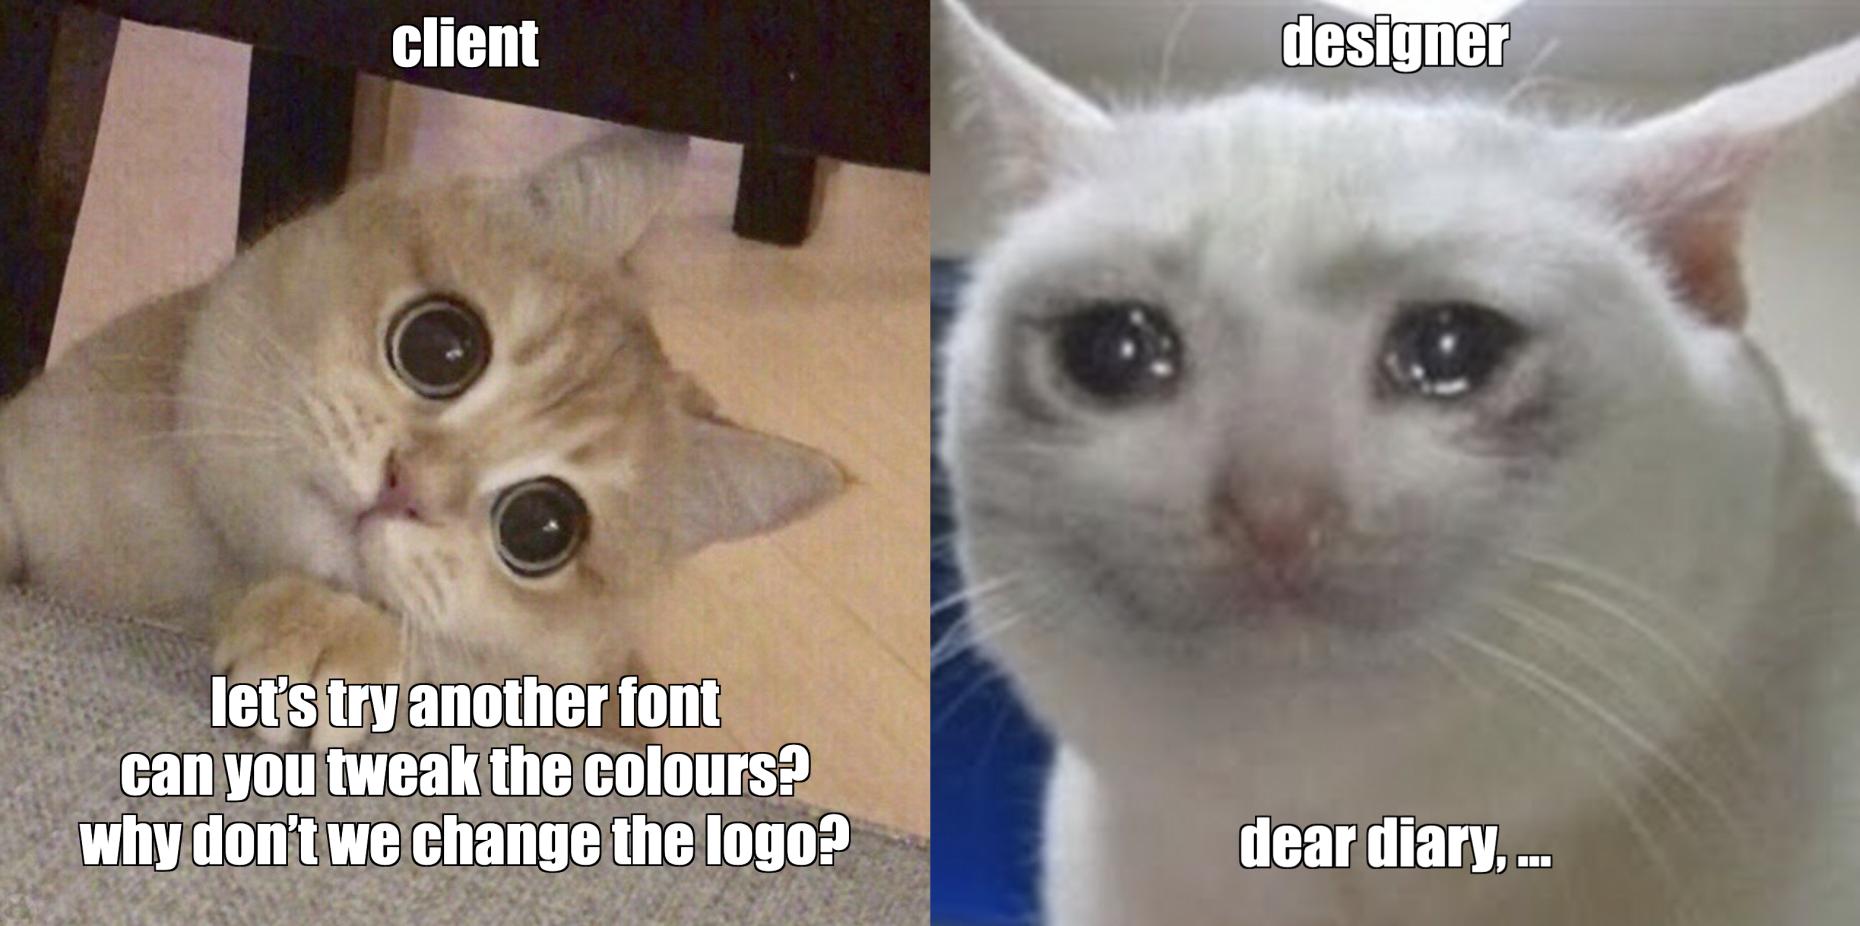 client
let's try another font
can you tweak the colours?
why don't we change the logo?
designer
dear diary, ...